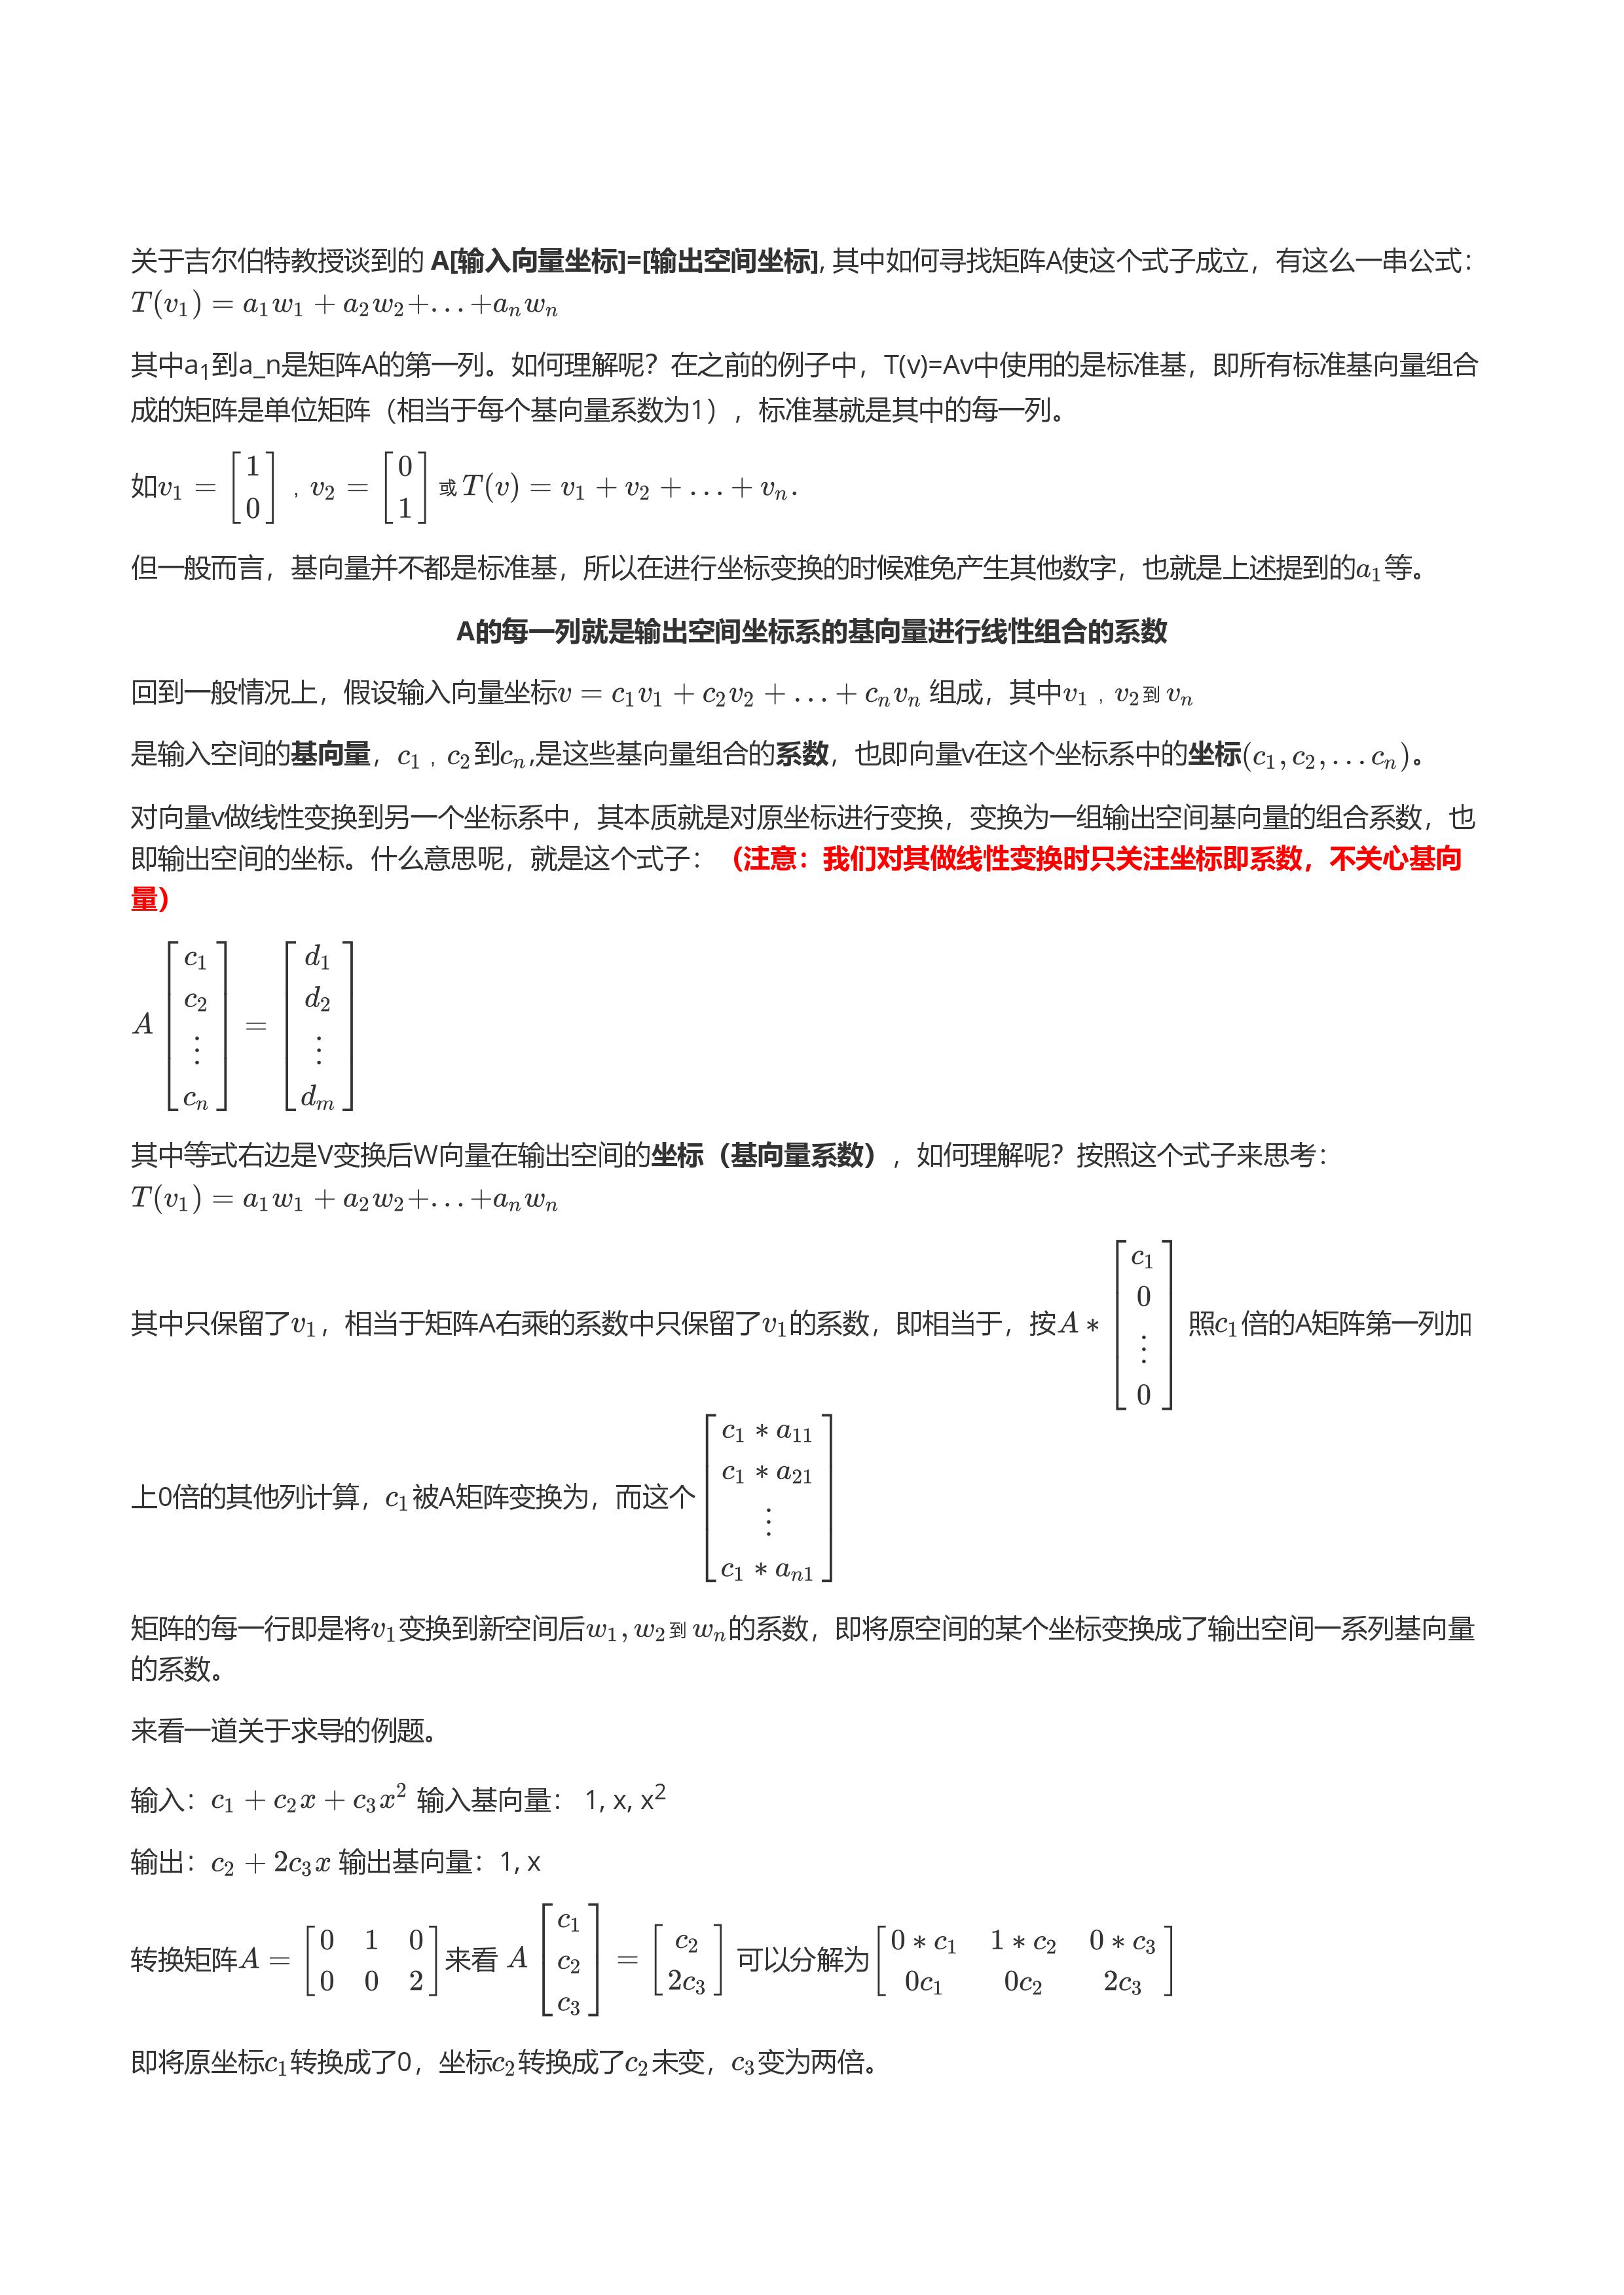 关于吉尔伯特教授谈到的 A[输入向量坐标]=[输出空间坐标], 其中如何寻找矩阵A使这个式子成立，有这么一串公式：
$T(v_1) = a_1w_1 + a_2w_2+\ldots+a_nw_n$
其中a₁到a_n是矩阵A的第一列。如何理解呢？在之前的例子中，T(v)=Av中使用的是标准基，即所有标准基向量组合
成的矩阵是单位矩阵（相当于每个基向量系数为1），标准基就是其中的每一列。
如$v_1 = \begin{bmatrix} 1 \\ 0 \end{bmatrix}$ ，$v_2 = \begin{bmatrix} 0 \\ 1 \end{bmatrix}$ 或 $T(v) = v_1 + v_2 + \ldots + v_n.$
但一般而言，基向量并不都是标准基，所以在进行坐标变换的时候难免产生其他数字，也就是上述提到的$a_1$等。
A的每一列就是输出空间坐标系的基向量进行线性组合的系数
回到一般情况上，假设输入向量坐标$v = c_1v_1 + c_2v_2 + \ldots + c_nv_n$ 组成，其中$v_1$ ，$v_2$ 到 $v_n$
是输入空间的基向量，$c_1$ ，$c_2$到$c_n$,是这些基向量组合的系数，也即向量v在这个坐标系中的坐标$(c_1, c_2, \ldots c_n)$。
对向量v做线性变换到另一个坐标系中，其本质就是对原坐标进行变换，变换为一组输出空间基向量的组合系数，也
即输出空间的坐标。什么意思呢，就是这个式子：（注意：我们对其做线性变换时只关注坐标即系数，不关心基向
量）
$A \begin{bmatrix} c_1 \\ c_2 \\ \vdots \\ c_n \end{bmatrix} = \begin{bmatrix} d_1 \\ d_2 \\ \vdots \\ d_m \end{bmatrix}$
其中等式右边是V变换后W向量在输出空间的坐标（基向量系数），如何理解呢？按照这个式子来思考：
$T(v_1) = a_1w_1 + a_2w_2+\ldots+a_nw_n$
其中只保留了$v_1$，相当于矩阵A右乘的系数中只保留了$v_1$的系数，即相当于，按$A * \begin{bmatrix} c_1 \\ 0 \\ \vdots \\ 0 \end{bmatrix}$ 照$c_1$倍的A矩阵第一列加
上0倍的其他列计算，$c_1$被A矩阵变换为，而这个 $\begin{bmatrix} c_1 * a_{11} \\ c_1 * a_{21} \\ \vdots \\ c_1 * a_{n1} \end{bmatrix}$
矩阵的每一行即是将$v_1$变换到新空间后$w_1, w_2$ 到 $w_n$的系数，即将原空间的某个坐标变换成了输出空间一系列基向量
的系数。
来看一道关于求导的例题。
输入：$c_1 + c_2x + c_3x^2$ 输入基向量： 1, x, x²
输出：$c_2 + 2c_3x$ 输出基向量：1, x
转换矩阵$A = \begin{bmatrix} 0 & 1 & 0 \\ 0 & 0 & 2 \end{bmatrix}$来看 $A \begin{bmatrix} c_1 \\ c_2 \\ c_3 \end{bmatrix} = \begin{bmatrix} c_2 \\ 2c_3 \end{bmatrix}$ 可以分解为$\begin{bmatrix} 0 * c_1 & 1 * c_2 & 0 * c_3 \\ 0c_1 & 0c_2 & 2c_3 \end{bmatrix}$
即将原坐标$c_1$转换成了0，坐标$c_2$转换成了$c_2$未变，$c_3$变为两倍。